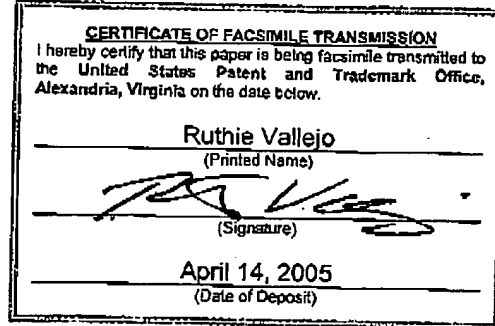 CERTIFICATE OF FACSIMILE TRANSMISSION
I hereby certify that this paper is being facsimile transmitted to
the United States Patent and Trademark Office,
Alexandria, Virginia on the date below.
Ruthie Vallejo
(Printed Name)
(Signature)
April 14, 2005
(Date of Deposit)